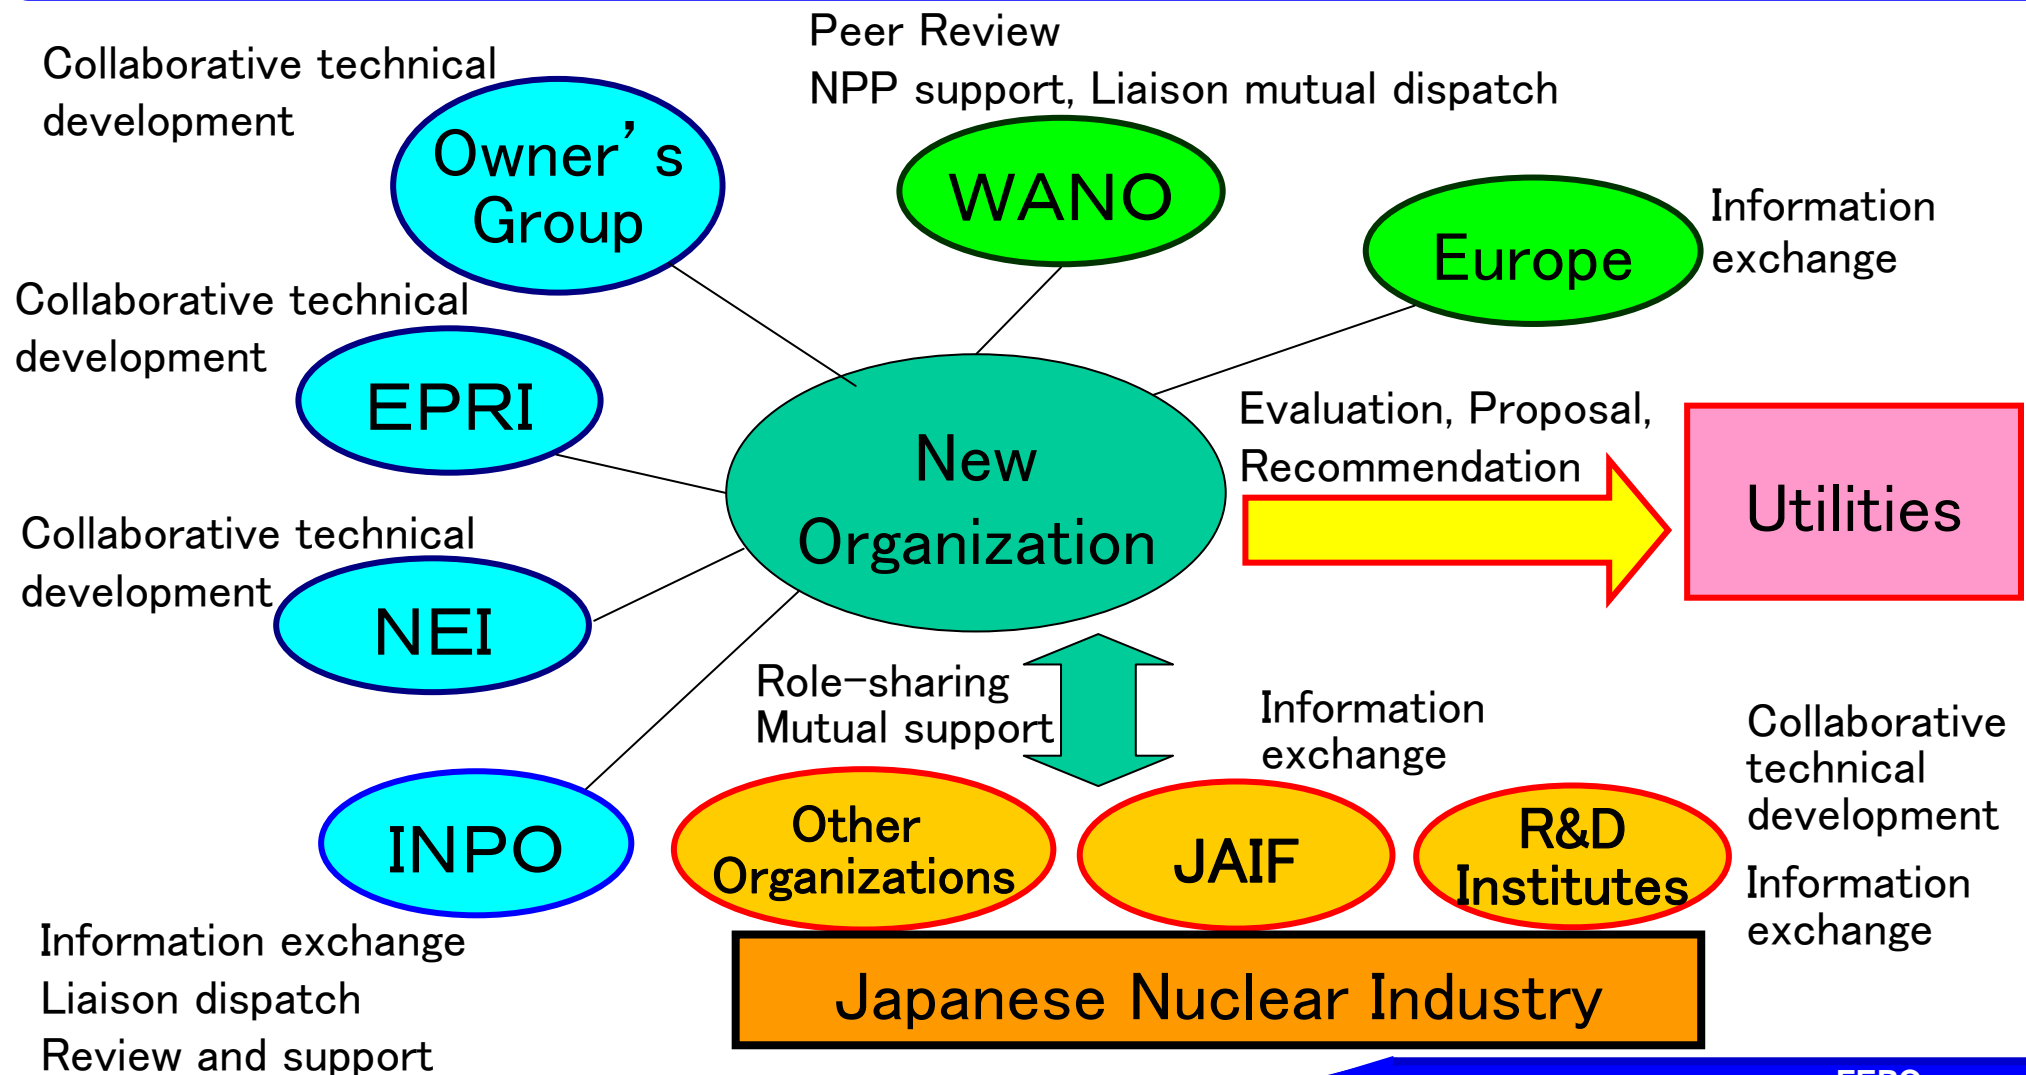 Peer Review
NPP support, Liaison mutual dispatch
Collaborative technical
development
Owner’s
Group
WANO
Europe
Information
exchange
Collaborative technical
development
EPRI
New
Organization
Evaluation, Proposal,
Recommendation
Utilities
Collaborative technical
development
NEI
Role-sharing
Mutual support
Information
exchange
Collaborative
technical
development
Information
exchange
INPO
Other
Organizations
JAIF
R&D
Institutes
Information exchange
Liaison dispatch
Review and support
Japanese Nuclear Industry